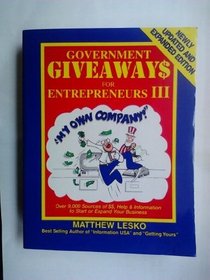 NEWLY
UPDATED AND
EXPANDED EDITION
GOVERNMENT
GIVEAWAY$
FOR
ENTREPRENEURS III
"MY OWN COMPANY!"
Over 9,000 Sources of $$, Help & Information
to Start or Expand Your Business
MATTHEW LESKO
Best Selling Author of "Information USA" and "Getting Yours"